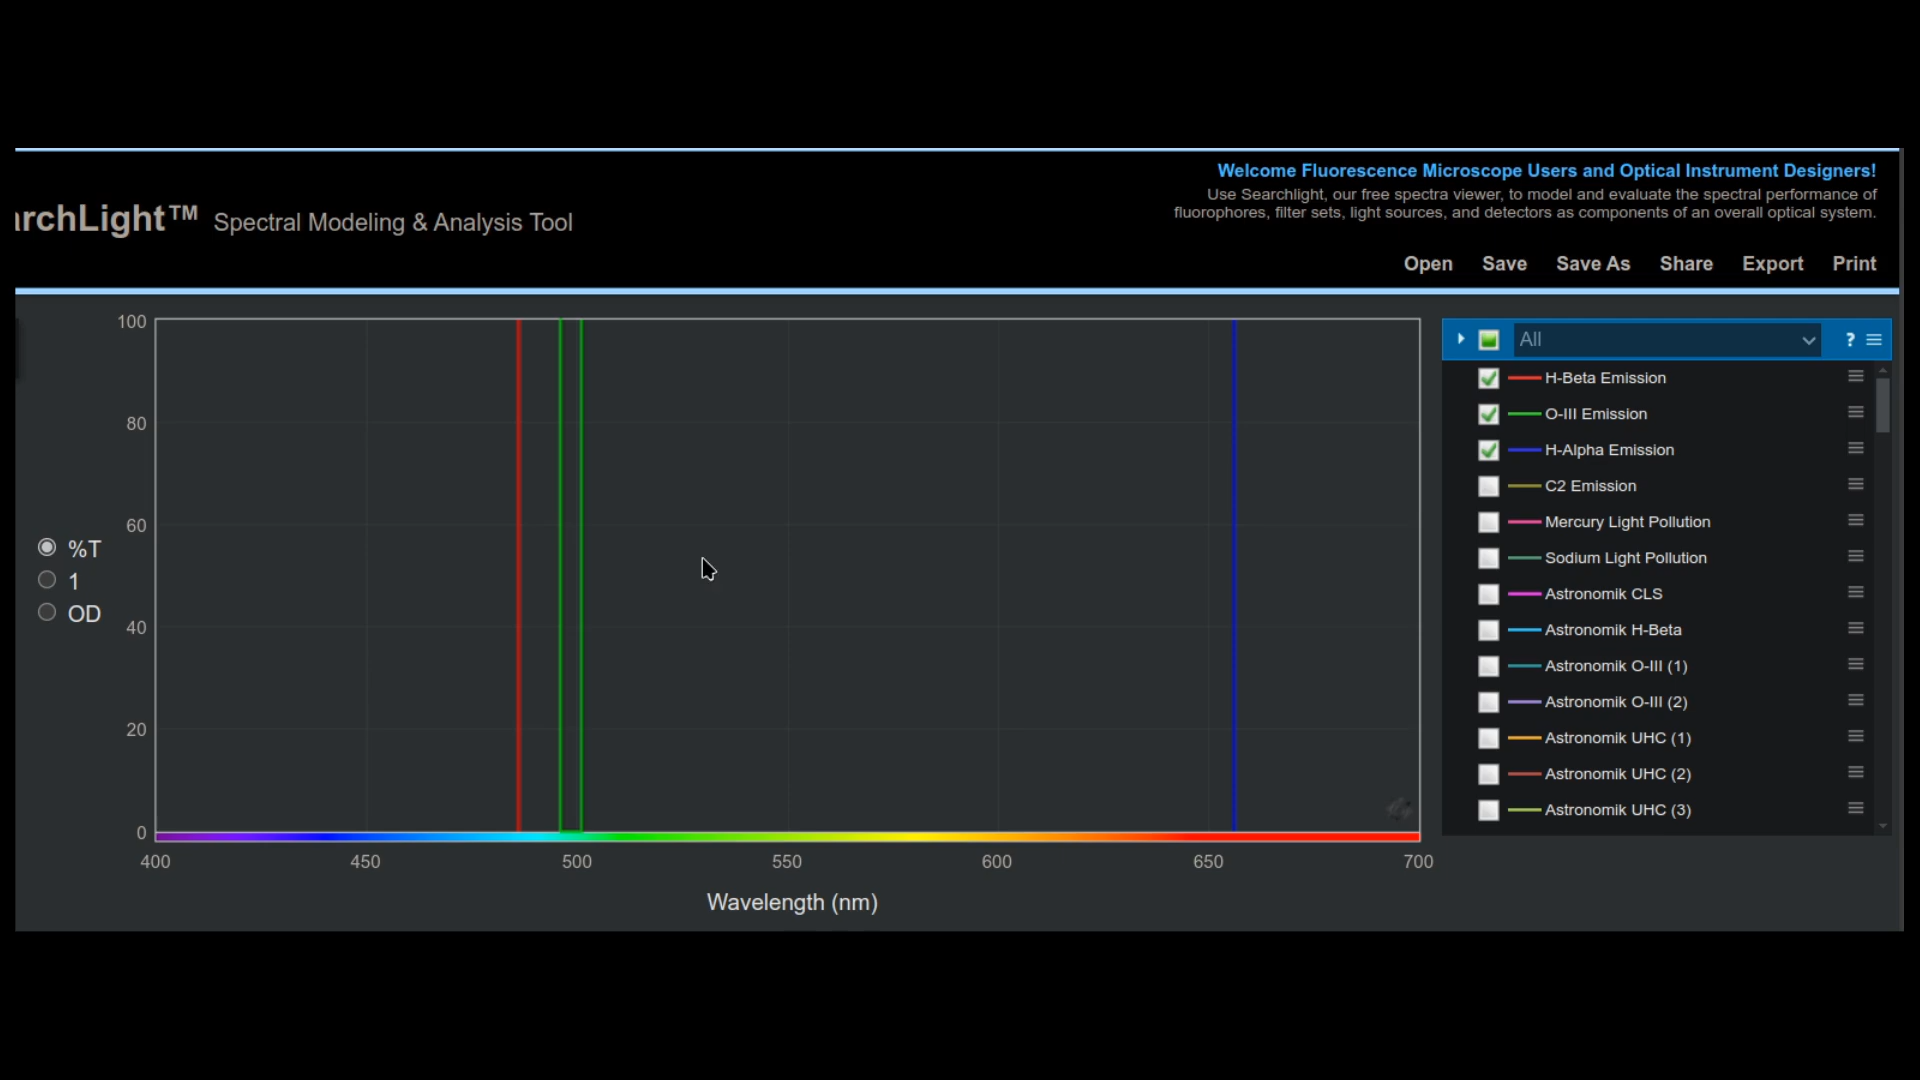 Welcome Fluorescence Microscope Users and Optical Instrument Designers!
Use Searchlight, our free spectra viewer, to model and evaluate the spectral performance of
fluorophores, filter sets, light sources, and detectors as components of an overall optical system.
rchLight™ Spectral Modeling & Analysis Tool
Open Save Save As Share Export Print
100
80
60
40
20
0
%T
1
OD
400 450 500 550 600 650 700
Wavelength (nm)
All ?
H-Beta Emission
O-III Emission
H-Alpha Emission
C2 Emission
Mercury Light Pollution
Sodium Light Pollution
Astronomik CLS
Astronomik H-Beta
Astronomik O-III (1)
Astronomik O-III (2)
Astronomik UHC (1)
Astronomik UHC (2)
Astronomik UHC (3)